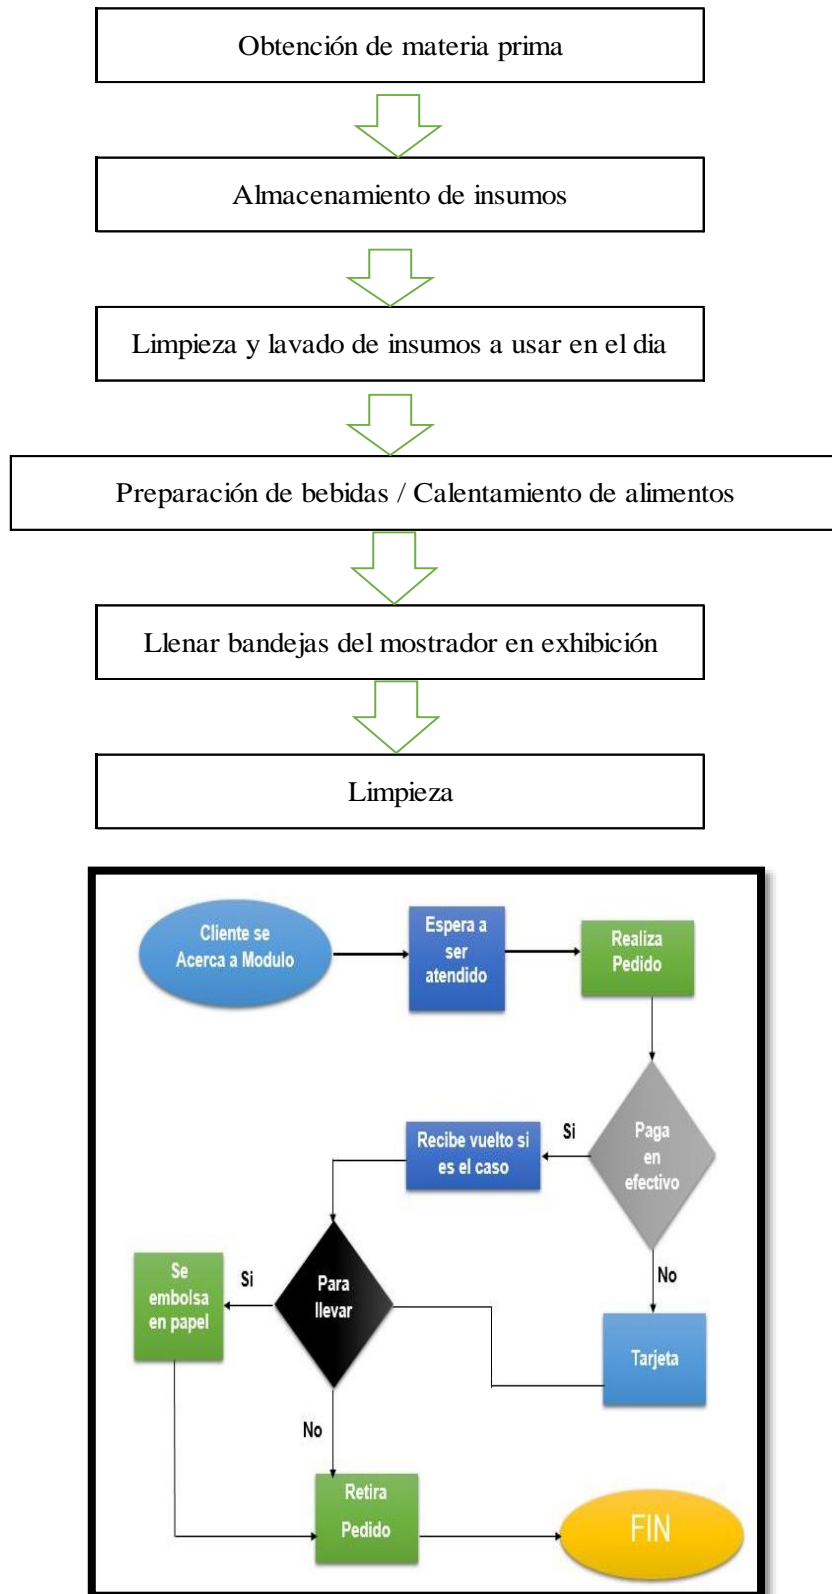 Obtención de materia prima
Almacenamiento de insumos
Limpieza y lavado de insumos a usar en el dia
Preparación de bebidas / Calentamiento de alimentos
Llenar bandejas del mostrador en exhibición
Limpieza
Cliente se
Acerca a Modulo
Espera a
ser
atendido
Realiza
Pedido
Paga
en
efectivo
Si
Recibe vuelto si
es el caso
No
Tarjeta
Para
llevar
Si
Se
embolsa
en papel
No
Retira
Pedido
FIN